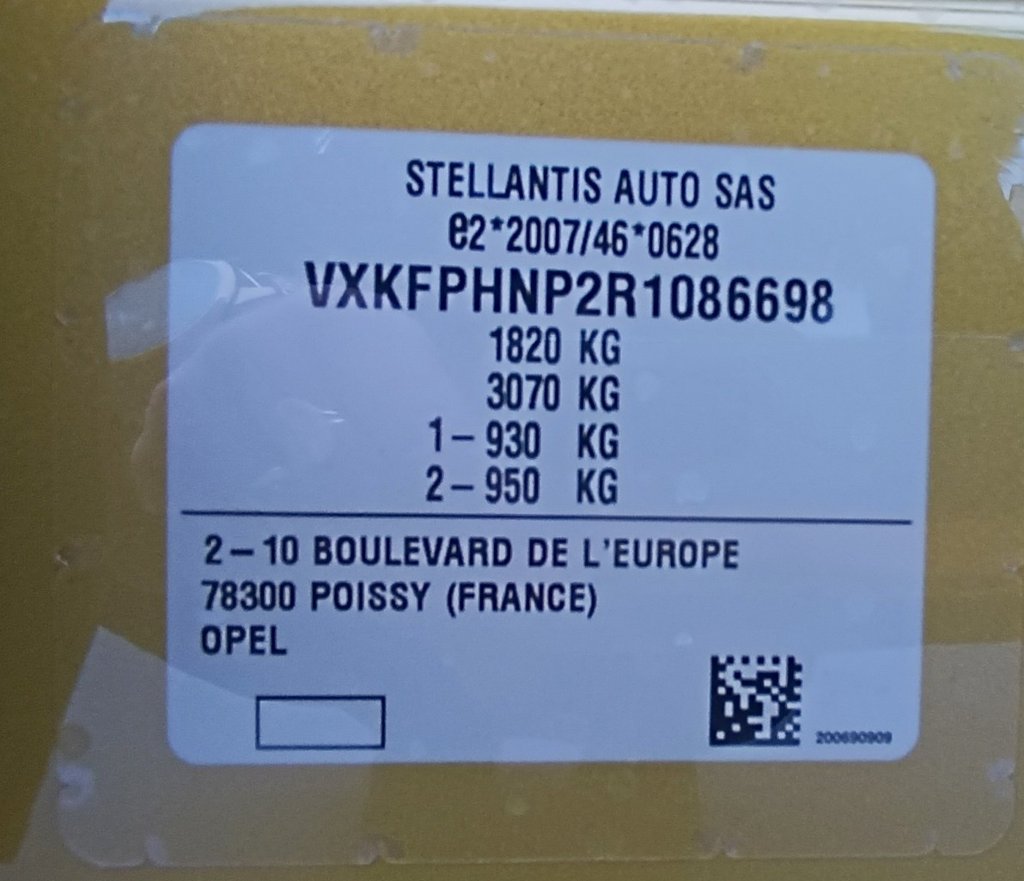 STELLANTIS AUTO SAS
e2*2007/46*0628
VXKFPHNP2R1086698
1820 KG
3070 KG
1– 930 KG
2– 950 KG
2–10 BOULEVARD DE L'EUROPE
78300 POISSY (FRANCE)
OPEL
200690909